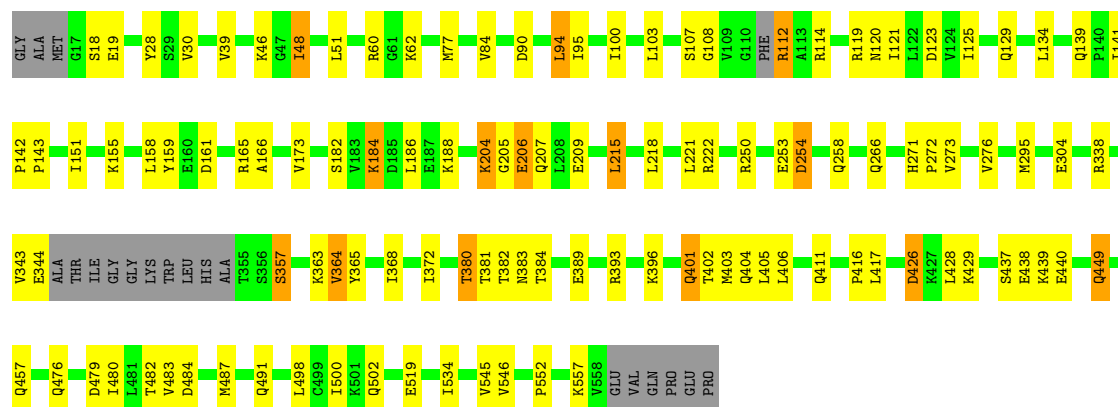 GLY ALA MET G17 S18 E19 Y28 S29 V30 V39 K46 G47 I48 L51 R60 G61 K62 M77 V84 D90 L94 I95 I100 L103 S107 G108 V109 G110 PHE R112 A113 R114 R119 N120 I121 L122 D123 V124 I125 Q129 L134 Q139 P140 I141
P142 P143 I151 K155 L158 Y159 E160 D161 R165 A166 V173 S182 V183 K184 D185 L186 E187 K188 K204 G205 E206 Q207 L208 E209 L215 L218 L221 R222 R250 E253 D254 Q258 Q266 H271 P272 V273 V276 M295 E304 R338
V343 E344 ALA THR ILE GLY GLY LYS TRP LEU HIS ALA T355 S356 S357 K363 V364 Y365 I368 I372 T380 T381 T382 N383 T384 E389 R393 K396 Q401 T402 M403 Q404 L405 L406 Q411 P416 L417 D426 K427 L428 K429 S437 E438 K439 E440 Q449
Q457 Q476 D479 I480 L481 T482 V483 D484 M487 Q491 L498 C499 I500 K501 Q502 E519 I534 V545 V546 P552 K557 V558 GLU VAL GLN PRO GLU PRO